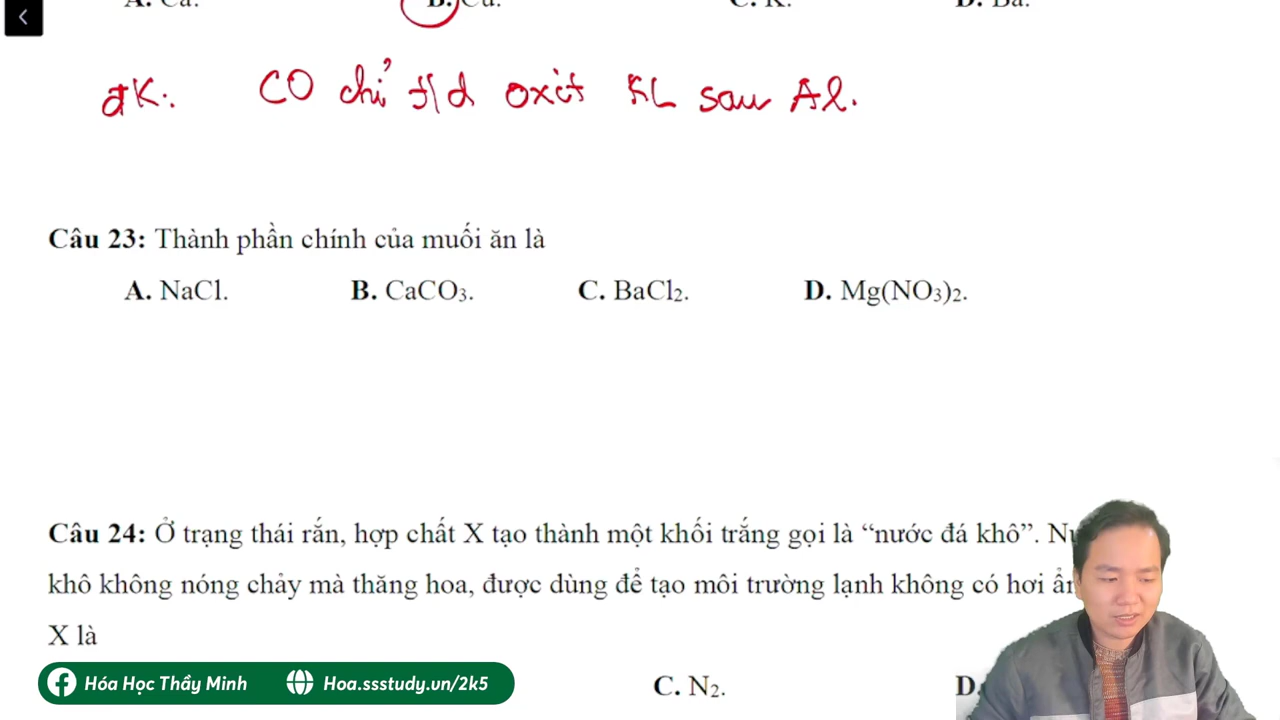 B. Cu.
C. K.
D. Ba.
đK: CO chỉ t/d oxit KL sau Al.
Câu 23: Thành phần chính của muối ăn là
A. NaCl. B. CaCO₃. C. BaCl₂. D. Mg(NO₃)₂.
Câu 24: Ở trạng thái rắn, hợp chất X tạo thành một khối trắng gọi là “nước đá khô”.
khô không nóng chảy mà thăng hoa, được dùng để tạo môi trường lạnh không có hơi
X là
C. N₂. D.
Hóa Học Thầy Minh Hoa.ssstudy.vn/2k5